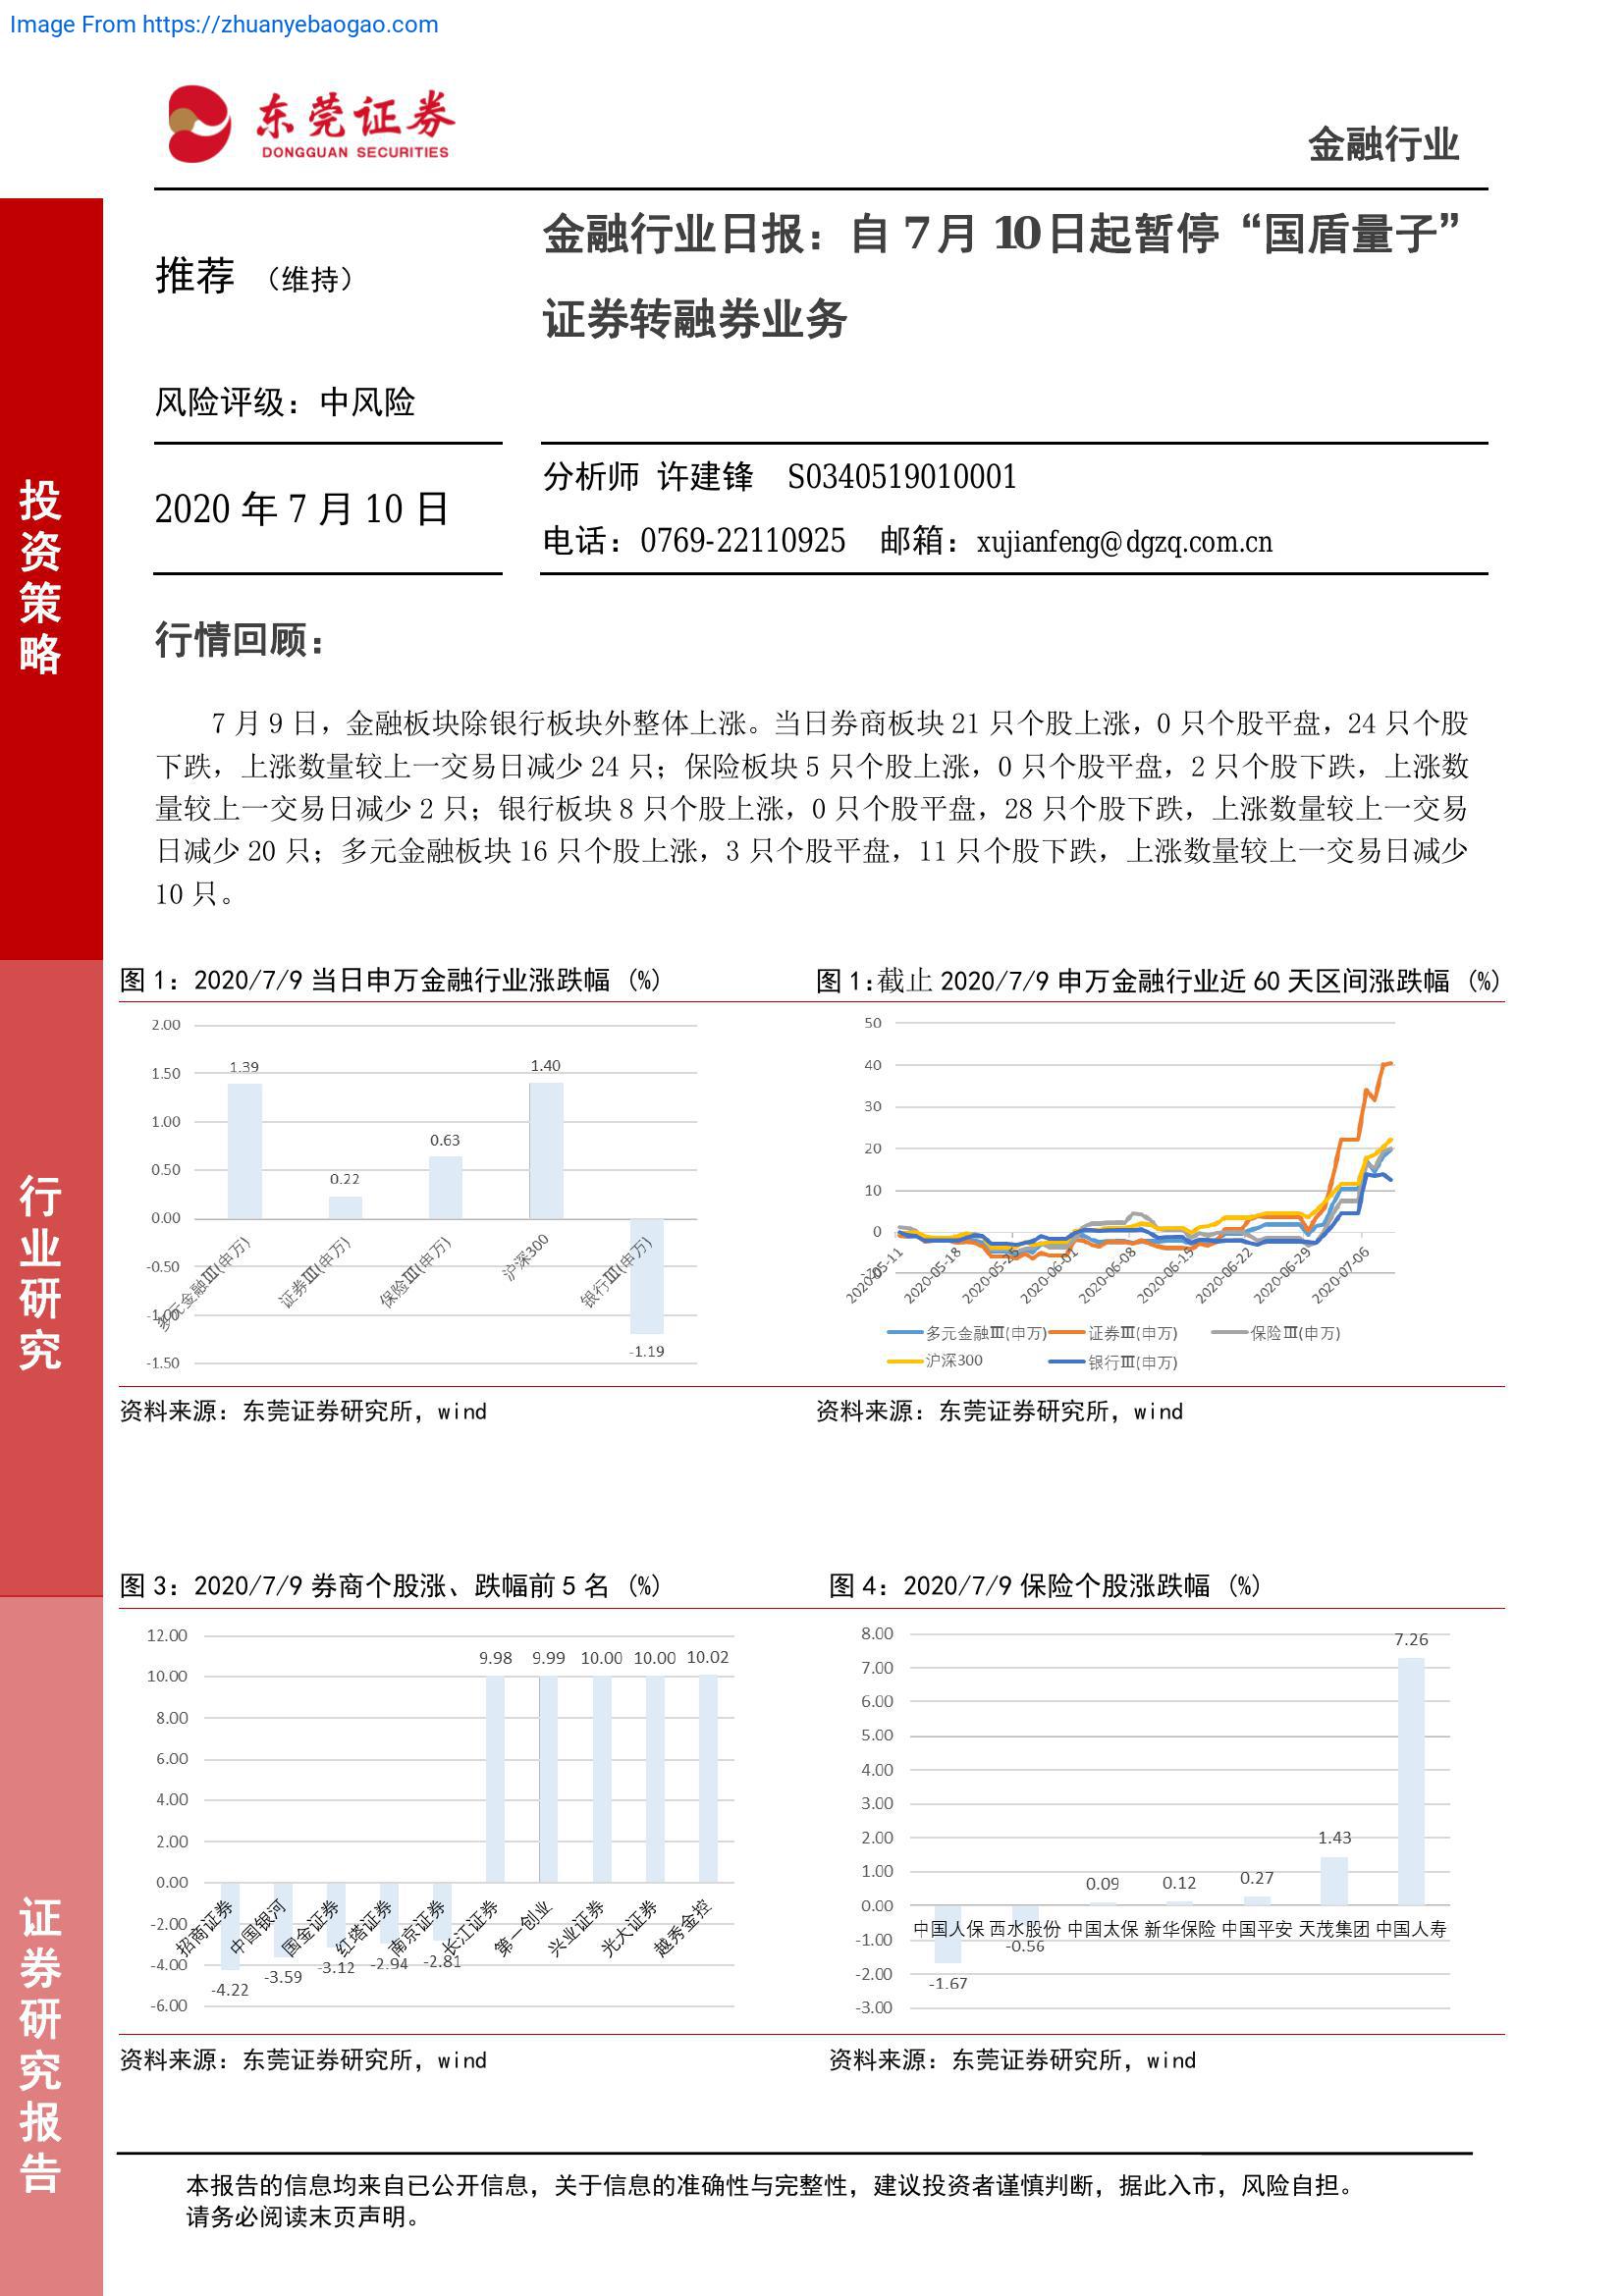 Image From https://zhuanyebaogao.com
东莞证券
DONGGUAN SECURITIES
金融行业
投资策略
行业研究
证券研究报告
推荐 （维持）
风险评级：中风险
2020 年 7 月 10 日
金融行业日报：自 7 月 10 日起暂停“国盾量子”
证券转融券业务
分析师 许建锋 S0340519010001
电话：0769-22110925 邮箱：xujianfeng@dgzq.com.cn
行情回顾：
7 月 9 日，金融板块除银行板块外整体上涨。当日券商板块 21 只个股上涨，0 只个股平盘，24 只个股
下跌，上涨数量较上一交易日减少 24 只；保险板块 5 只个股上涨，0 只个股平盘，2 只个股下跌，上涨数
量较上一交易日减少 2 只；银行板块 8 只个股上涨，0 只个股平盘，28 只个股下跌，上涨数量较上一交易
日减少 20 只；多元金融板块 16 只个股上涨，3 只个股平盘，11 只个股下跌，上涨数量较上一交易日减少
10 只。
图 1：2020/7/9 当日申万金融行业涨跌幅 (%)
2.00
1.50
1.00
0.50
0.00
-0.50
-1.00
-1.50
1.39
0.22
0.63
1.40
-1.19
多元金融Ⅲ(申万)
证券Ⅲ(申万)
保险Ⅲ(申万)
沪深300
银行Ⅲ(申万)
资料来源：东莞证券研究所，wind
图 1:截止 2020/7/9 申万金融行业近 60 天区间涨跌幅 (%)
50
40
30
20
10
0
-10
2020-05-11
2020-05-18
2020-05-25
2020-06-01
2020-06-08
2020-06-15
2020-06-22
2020-06-29
2020-07-06
多元金融Ⅲ(申万) 证券Ⅲ(申万) 保险Ⅲ(申万)
沪深300 银行Ⅲ(申万)
资料来源：东莞证券研究所，wind
图 3：2020/7/9 券商个股涨、跌幅前 5 名 (%)
12.00
10.00
8.00
6.00
4.00
2.00
0.00
-2.00
-4.00
-6.00
-4.22
-3.59
-3.12
-2.94
-2.81
9.98
9.99
10.00
10.00
10.02
招商证券
中国银河
国金证券
红塔证券
南京证券
长江证券
第一创业
兴业证券
光大证券
越秀金控
资料来源：东莞证券研究所，wind
图 4：2020/7/9 保险个股涨跌幅 (%)
8.00
7.00
6.00
5.00
4.00
3.00
2.00
1.00
0.00
-1.00
-2.00
-3.00
-1.67
-0.56
0.09
0.12
0.27
1.43
7.26
中国人保 西水股份 中国太保 新华保险 中国平安 天茂集团 中国人寿
资料来源：东莞证券研究所，wind
本报告的信息均来自已公开信息，关于信息的准确性与完整性，建议投资者谨慎判断，据此入市，风险自担。
请务必阅读末页声明。